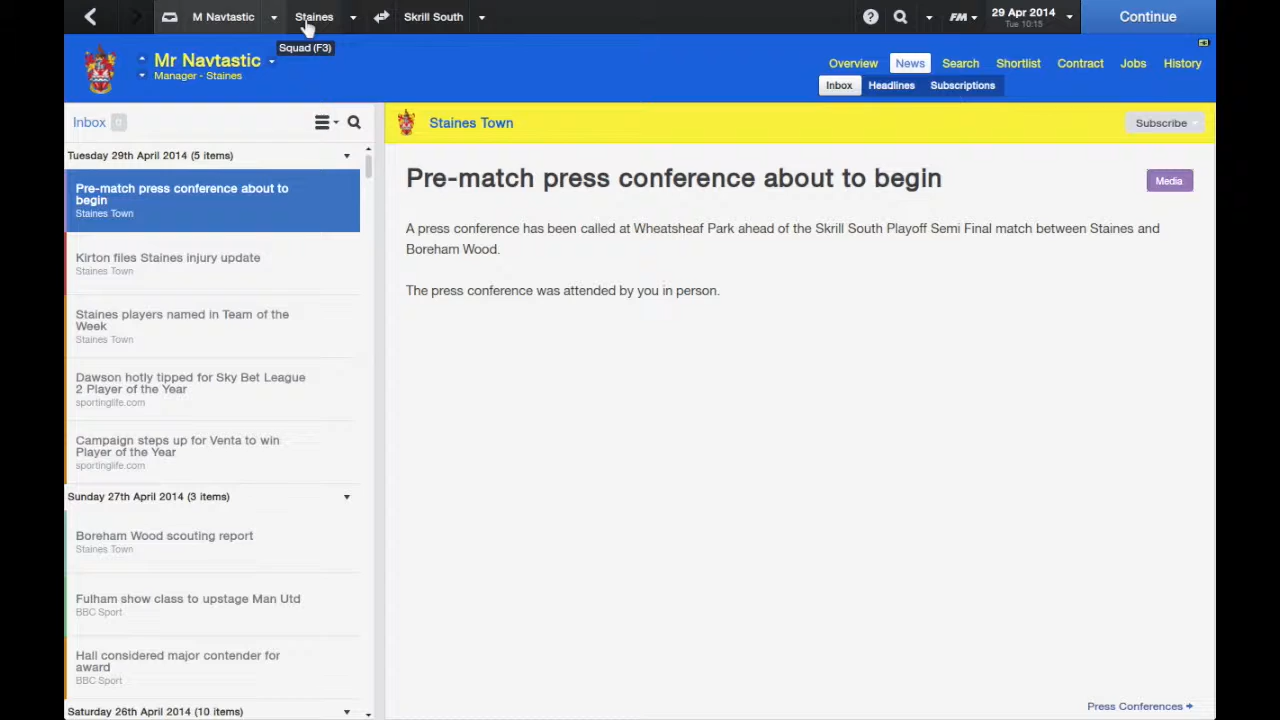 M Navtastic Staines Skrill South FM 29 Apr 2014 Continue
Tue 10:15
Squad (F3)
Mr Navtastic
Manager - Staines
Overview News Search Shortlist Contract Jobs History
Inbox Headlines Subscriptions
Inbox 0
Tuesday 29th April 2014 (5 items)
Pre-match press conference about to
begin
Staines Town
Kirton files Staines injury update
Staines Town
Staines players named in Team of the
Week
Staines Town
Dawson hotly tipped for Sky Bet League
2 Player of the Year
sportinglife.com
Campaign steps up for Venta to win
Player of the Year
sportinglife.com
Sunday 27th April 2014 (3 items)
Boreham Wood scouting report
Staines Town
Fulham show class to upstage Man Utd
BBC Sport
Hall considered major contender for
award
BBC Sport
Saturday 26th April 2014 (10 items)
Staines Town
Subscribe
Pre-match press conference about to begin
Media
A press conference has been called at Wheatsheaf Park ahead of the Skrill South Playoff Semi Final match between Staines and
Boreham Wood.
The press conference was attended by you in person.
Press Conferences